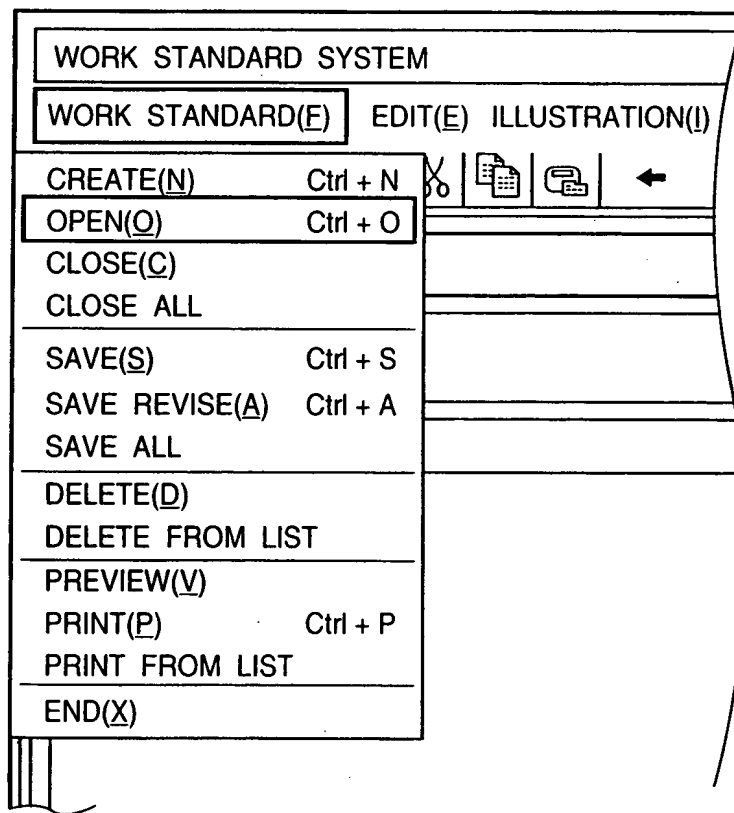 WORK STANDARD SYSTEM
WORK STANDARD(F) EDIT(E) ILLUSTRATION(I)
CREATE(N) Ctrl + N
OPEN(O) Ctrl + O
CLOSE(C)
CLOSE ALL
SAVE(S) Ctrl + S
SAVE REVISE(A) Ctrl + A
SAVE ALL
DELETE(D)
DELETE FROM LIST
PREVIEW(V)
PRINT(P) Ctrl + P
PRINT FROM LIST
END(X)